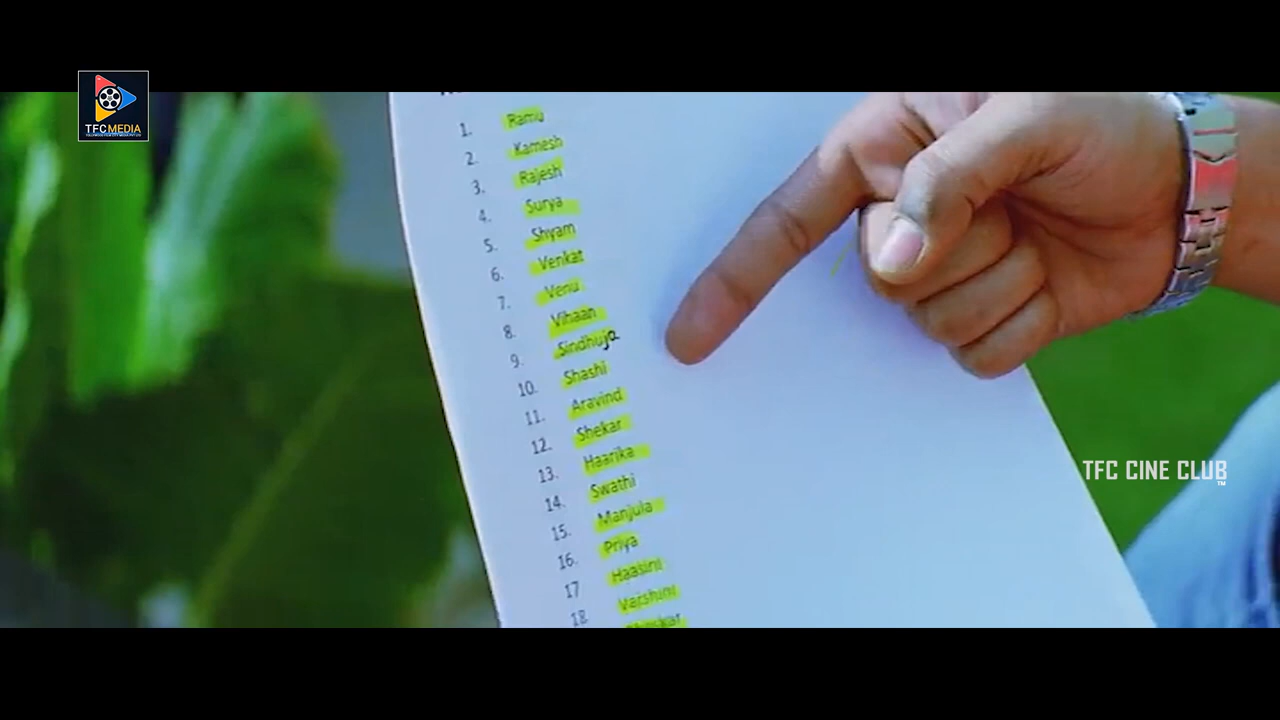 TFCMEDIA
1. Ramu
2. Kamesh
3. Rajesh
4. Surya
5. Shyam
6. Venkat
7. Venu
8. Vihaan
9. Sindhuja
10. Shashi
11. Aravind
12. Shekar
13. Haarika
14. Swathi
15. Manjula
16. Priya
17 Haasini
18 Varshini
TFC CINE CLUB
TM